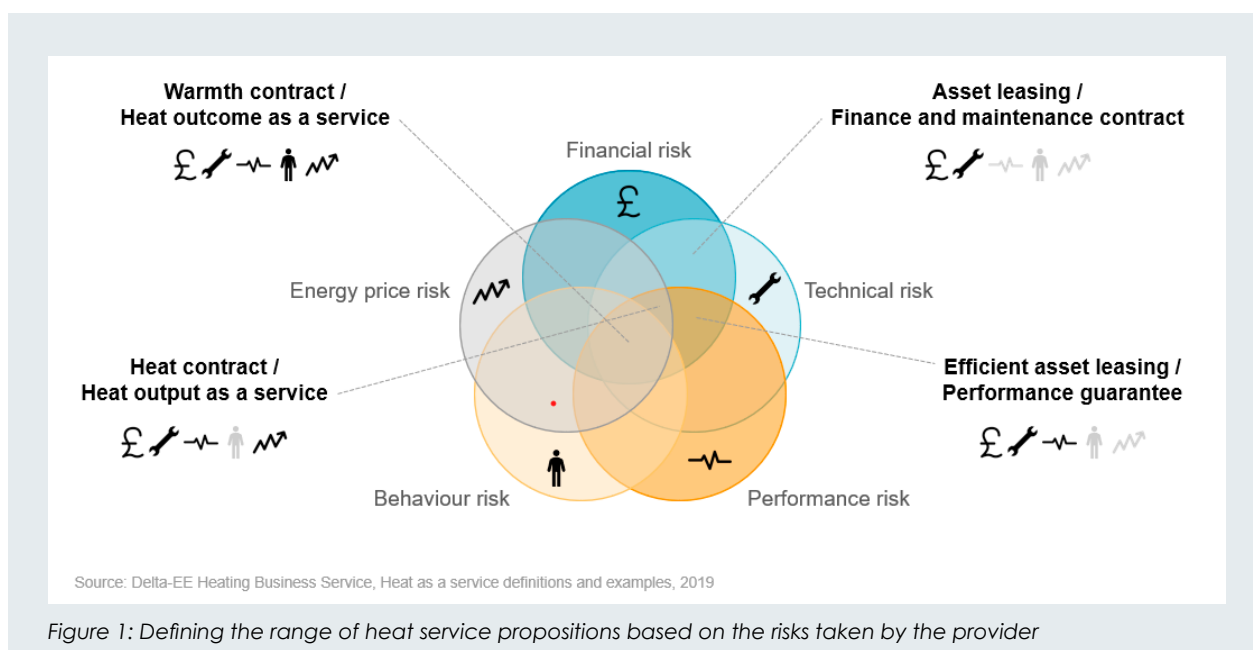 Warmth contract /
Heat outcome as a service
£
Asset leasing /
Finance and maintenance contract
£
Financial risk
£
Energy price risk
Technical risk
Heat contract /
Heat output as a service
£
Efficient asset leasing /
Performance guarantee
£
Behaviour risk
Performance risk
Source: Delta-EE Heating Business Service, Heat as a service definitions and examples, 2019
Figure 1: Defining the range of heat service propositions based on the risks taken by the provider